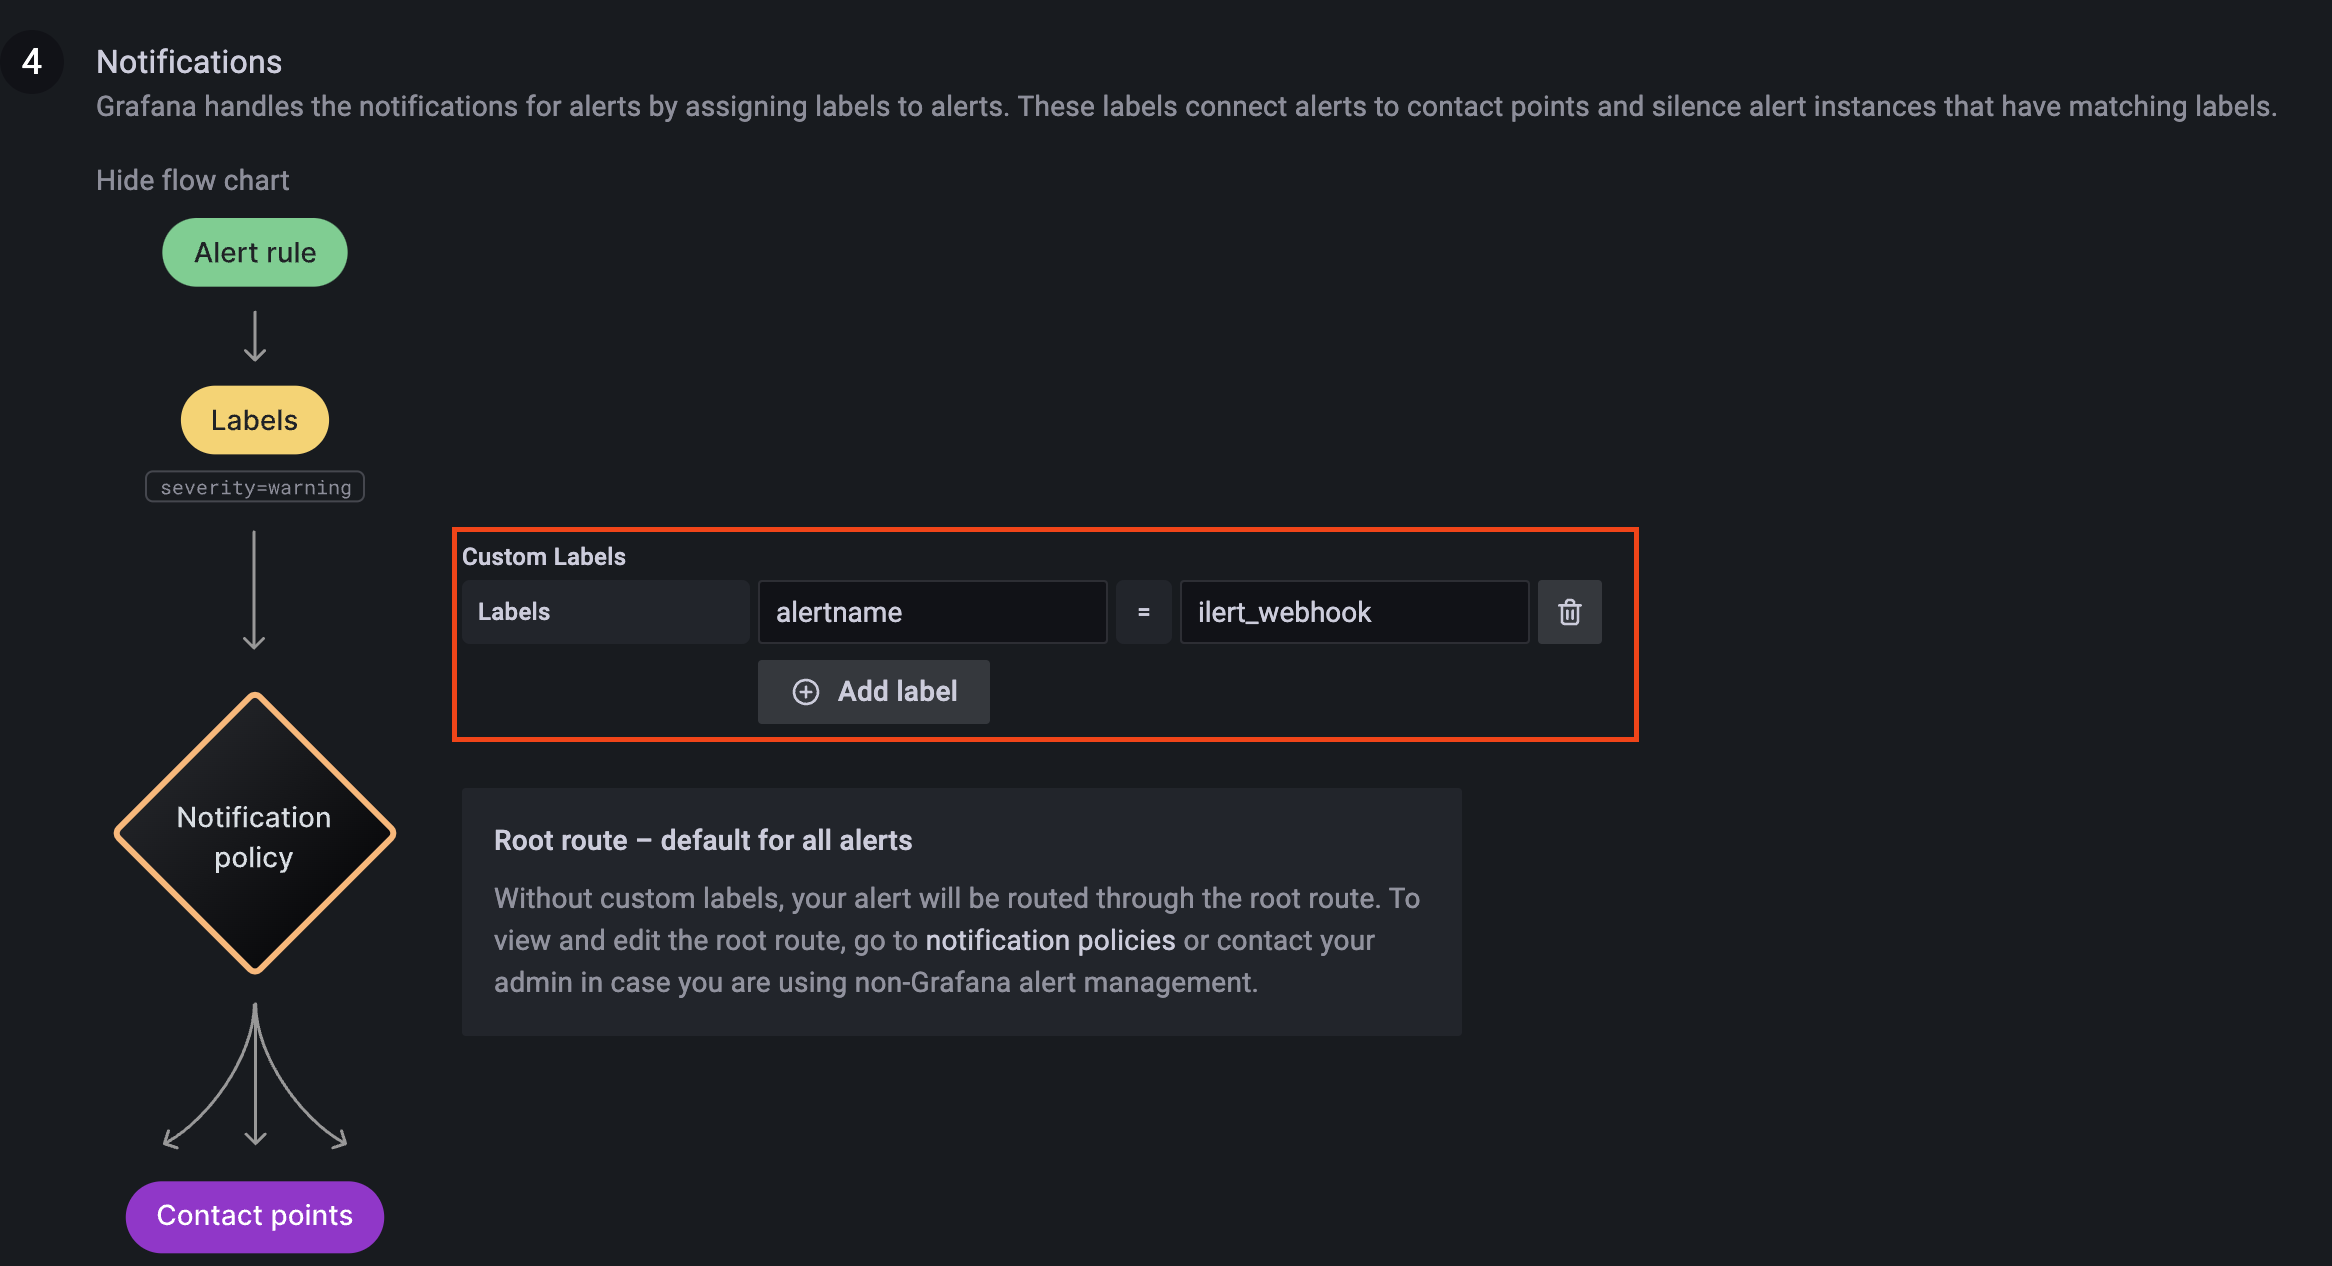 4
Notifications
Grafana handles the notifications for alerts by assigning labels to alerts. These labels connect alerts to contact points and silence alert instances that have matching labels.
Hide flow chart
Alert rule
Labels
severity=warning
Custom Labels
Labels alertname = ilert_webhook
Add label
Notification
policy
Root route – default for all alerts
Without custom labels, your alert will be routed through the root route. To
view and edit the root route, go to notification policies or contact your
admin in case you are using non-Grafana alert management.
Contact points